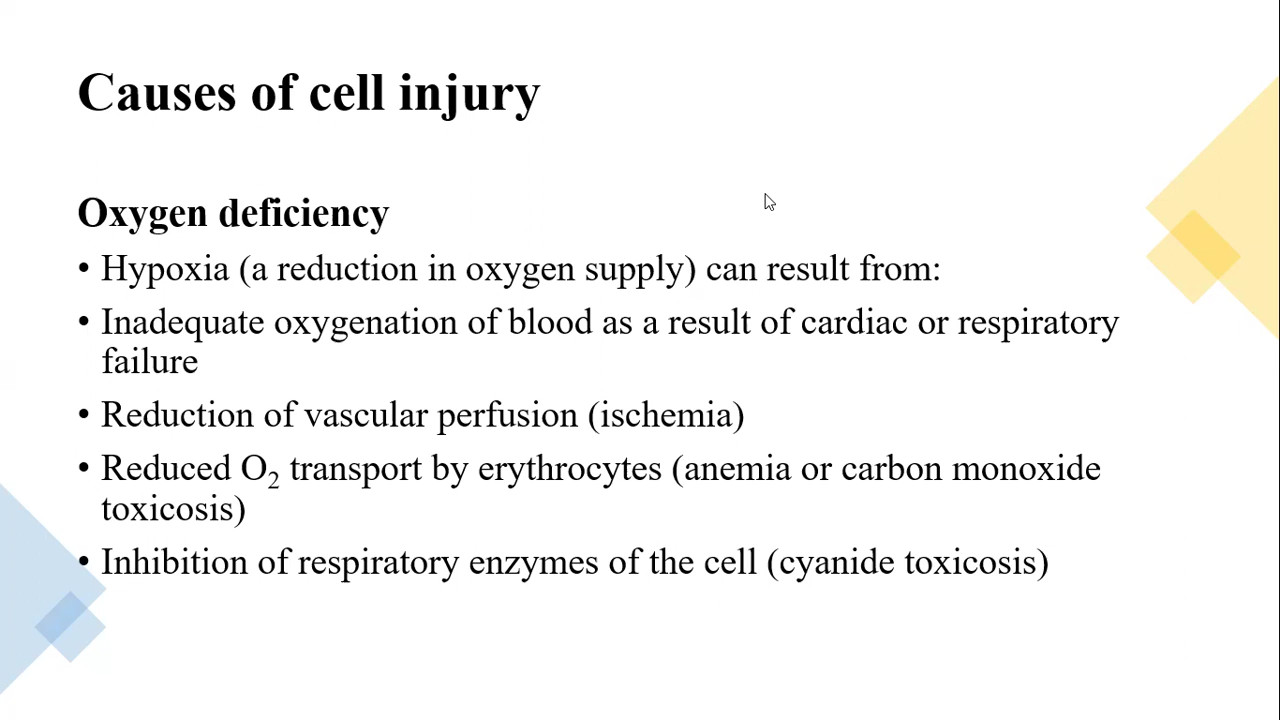 Causes of cell injury
Oxygen deficiency
• Hypoxia (a reduction in oxygen supply) can result from:
• Inadequate oxygenation of blood as a result of cardiac or respiratory
failure
• Reduction of vascular perfusion (ischemia)
• Reduced O₂ transport by erythrocytes (anemia or carbon monoxide
toxicosis)
• Inhibition of respiratory enzymes of the cell (cyanide toxicosis)